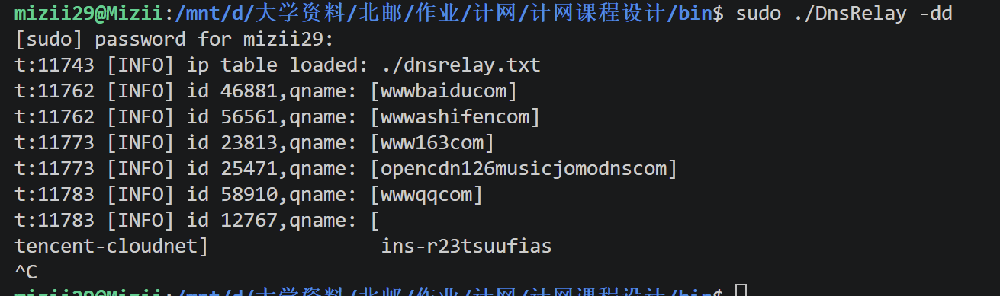 mizii29@Mizii:/mnt/d/大学资料/北邮/作业/计网/计网课程设计/bin$ sudo ./DnsRelay -dd
[sudo] password for mizii29:
t:11743 [INFO] ip table loaded: ./dnsrelay.txt
t:11762 [INFO] id 46881,qname: [wwwbaiducom]
t:11762 [INFO] id 56561,qname: [wwwashifencom]
t:11773 [INFO] id 23813,qname: [www163com]
t:11773 [INFO] id 25471,qname: [opencdn126musicjomodnscom]
t:11783 [INFO] id 58910,qname: [wwwqqcom]
t:11783 [INFO] id 12767,qname: [
tencent-cloudnet]               ins-r23tsuufias
^C
mizii29@Mizii:/mnt/d/大学资料/北邮/作业/计网/计网课程设计/bin$